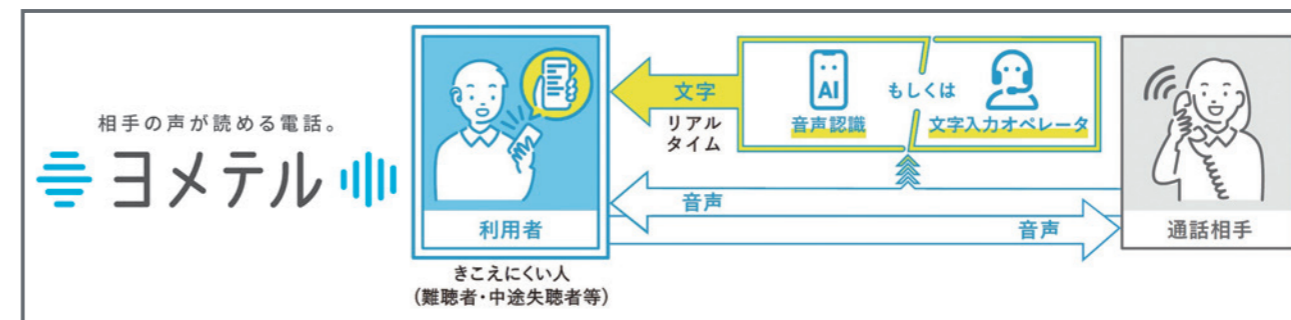 相手の声が読める電話。
ヨメテル
利用者
きこえにくい人
(難聴者・中途失聴者等)
文字
リアル
タイム
AI
音声認識
もしくは
文字入力オペレータ
音声
音声
通話相手